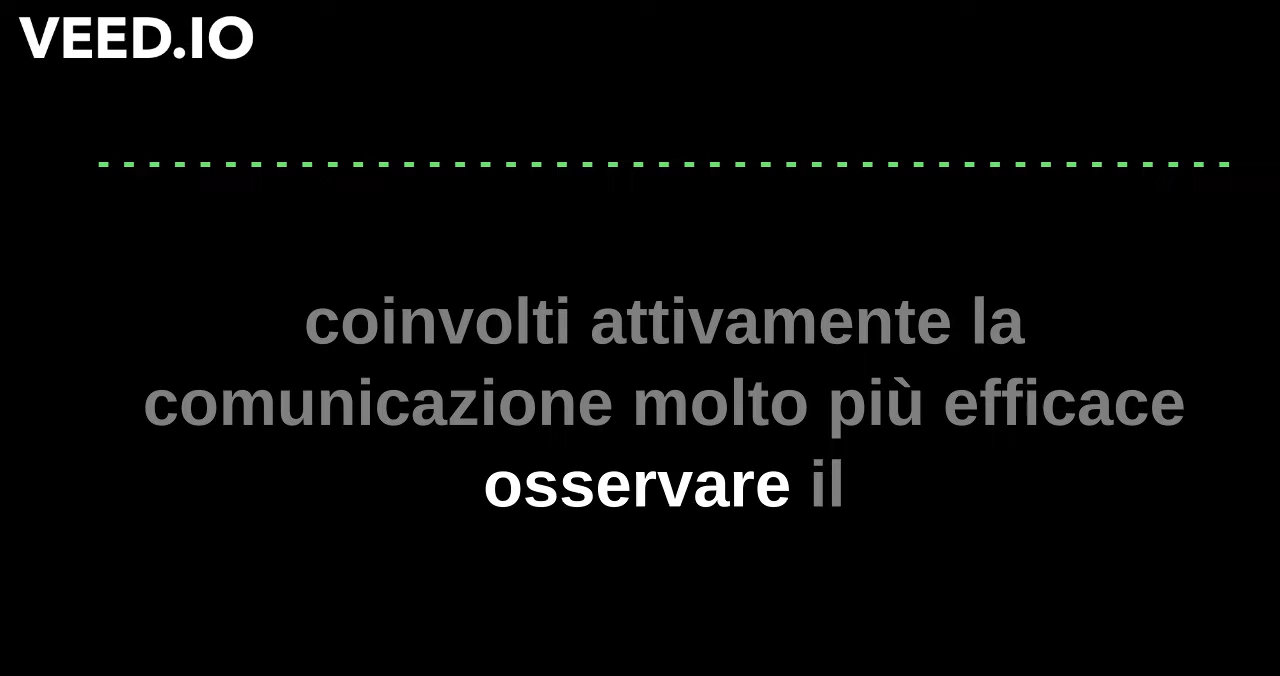 VEED.IO
coinvolti attivamente la
comunicazione molto più efficace
osservare il